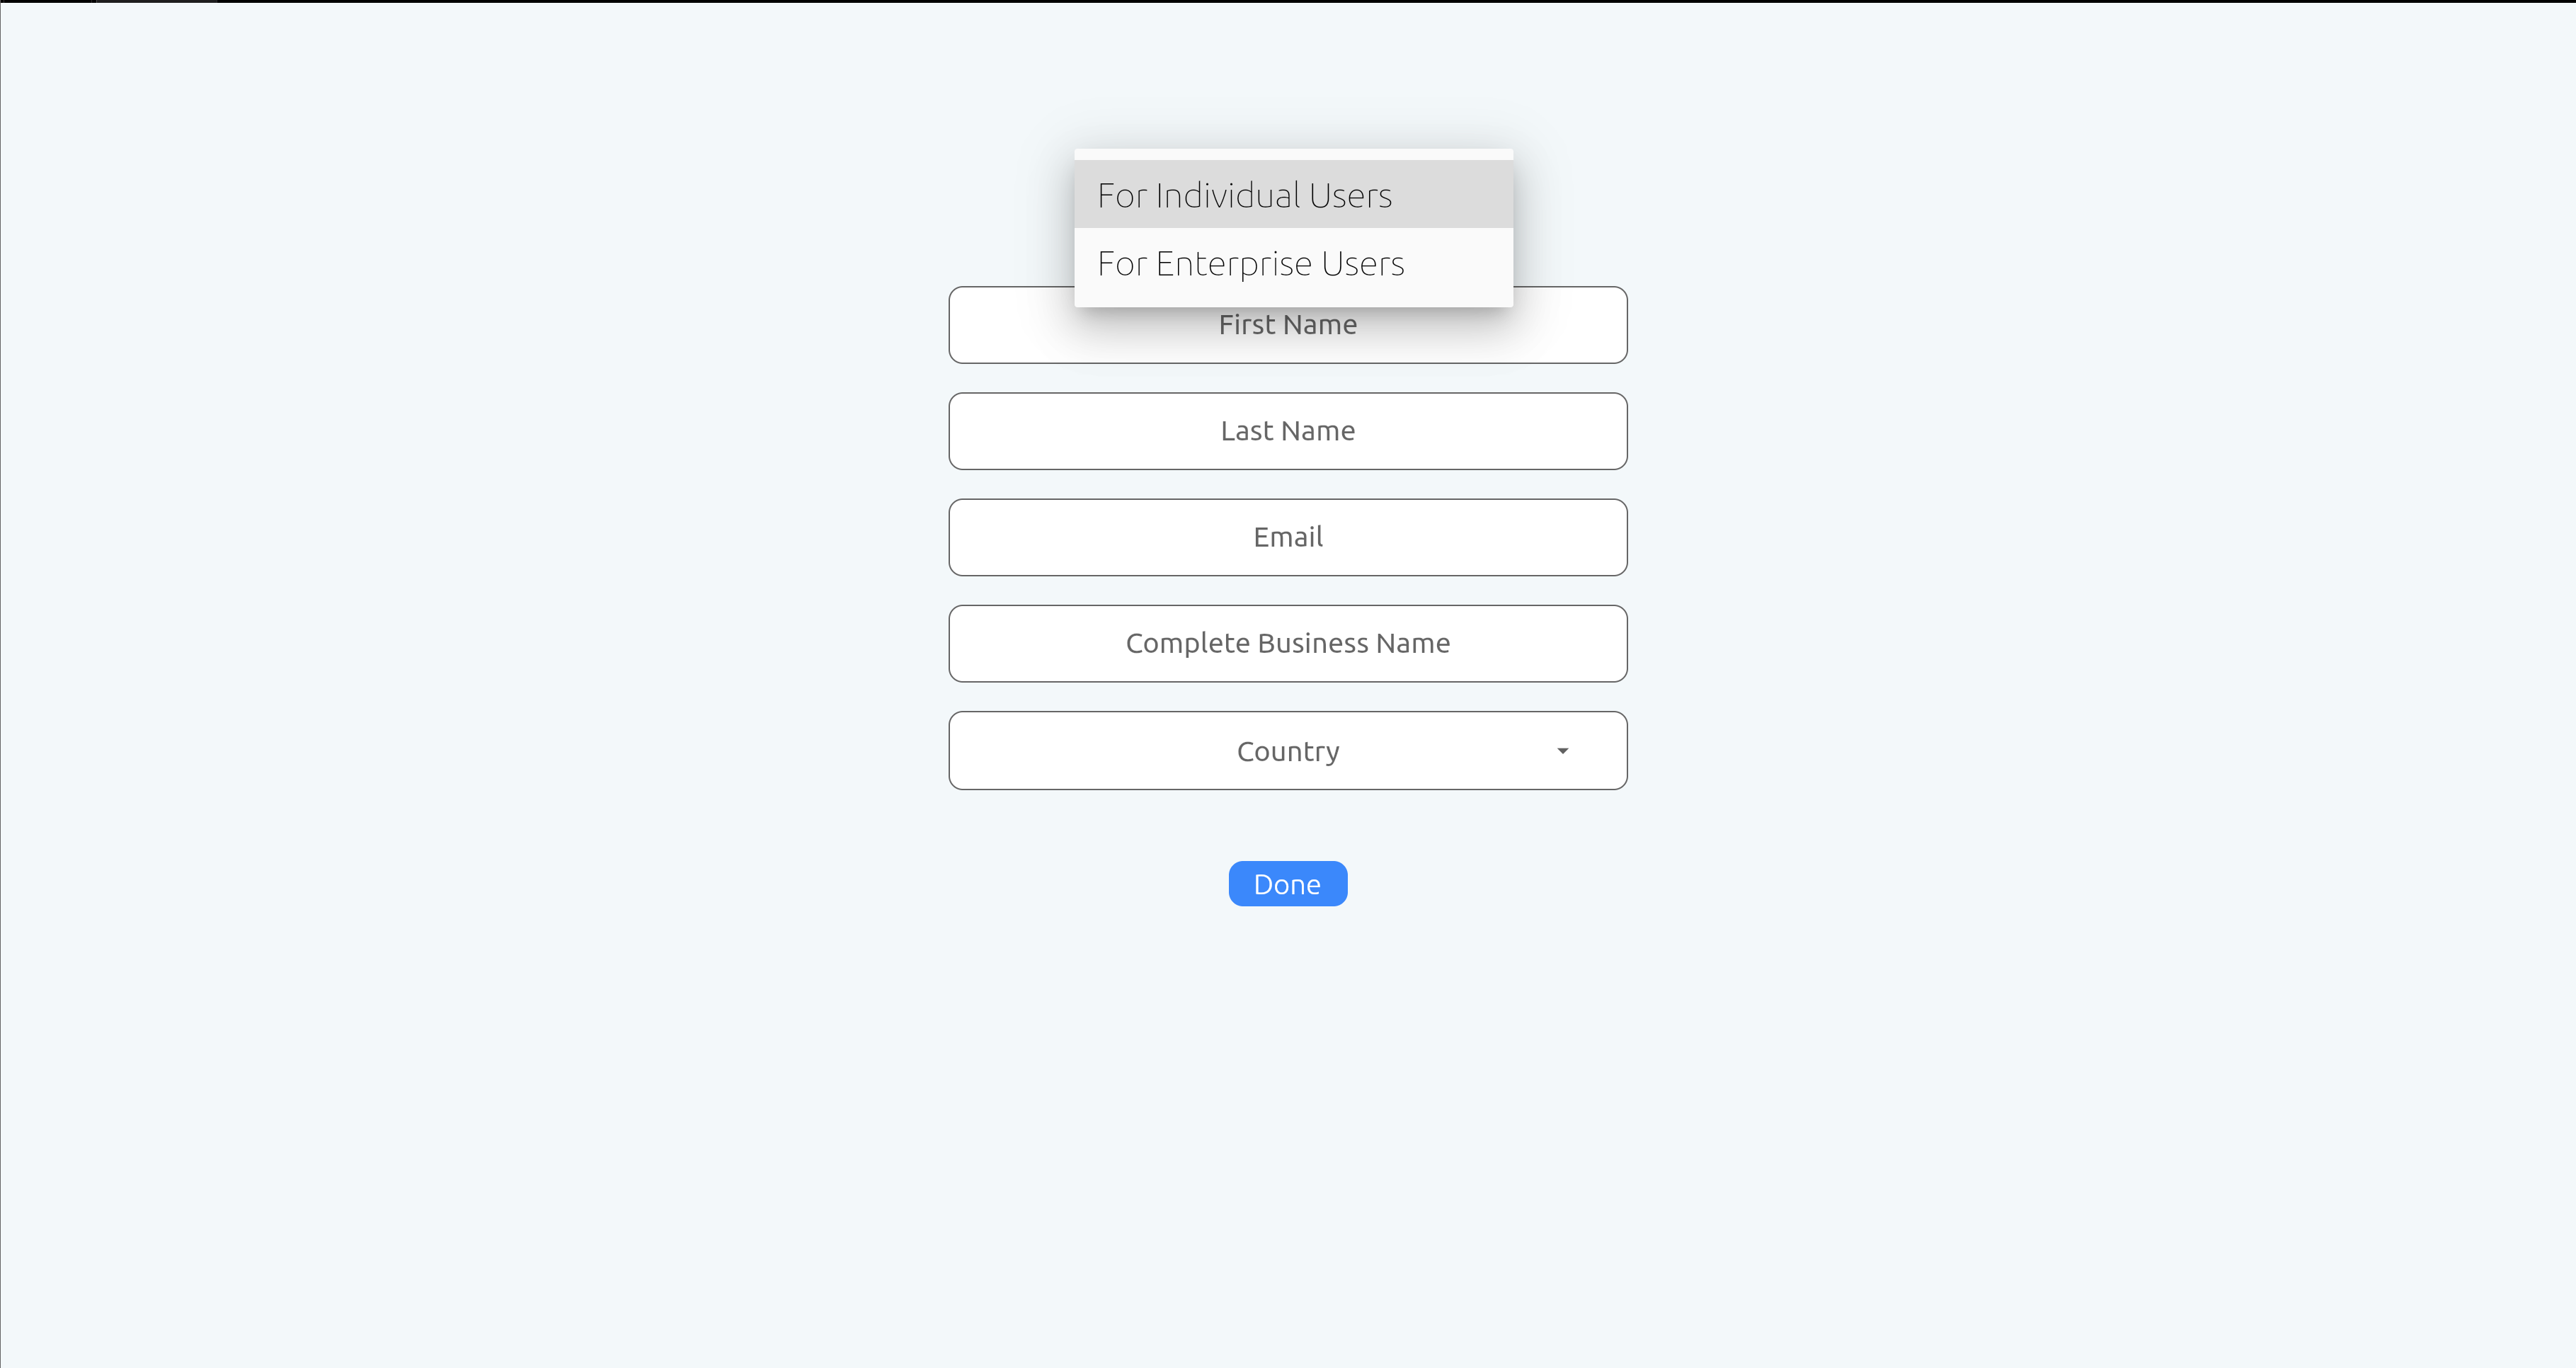 For Individual Users
For Enterprise Users
First Name
Last Name
Email
Complete Business Name
Country
Done